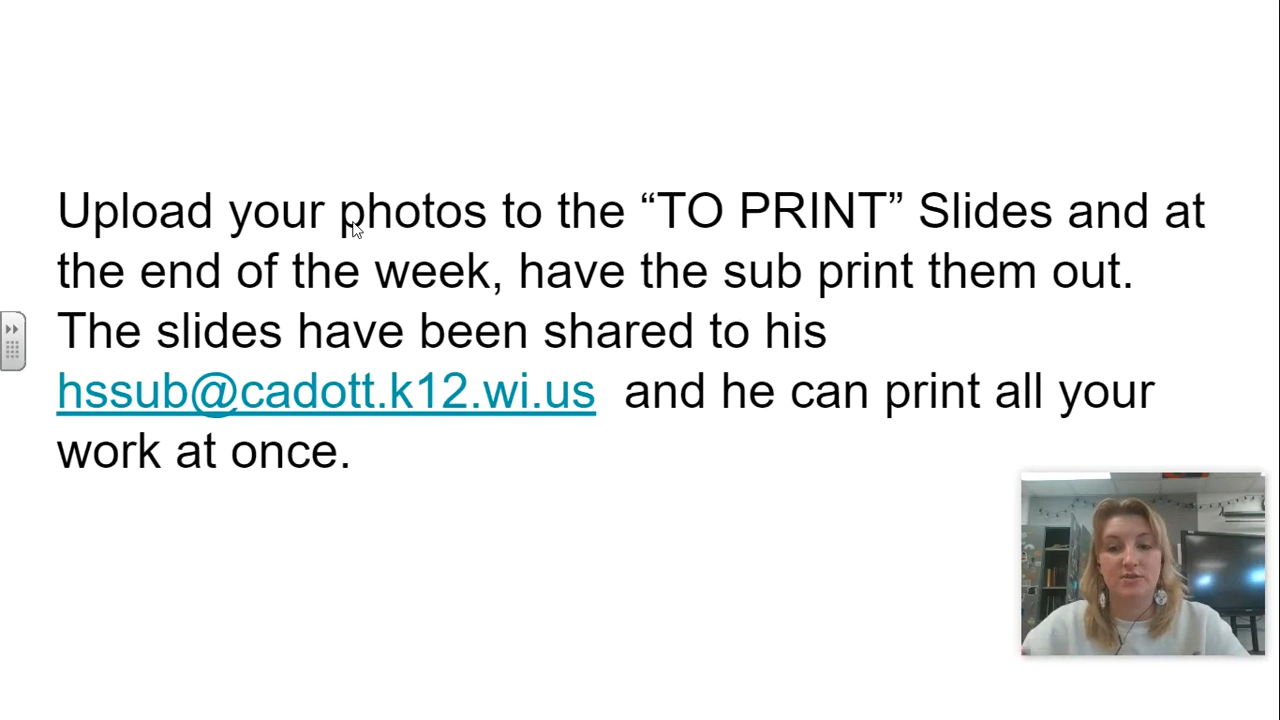 Upload your photos to the “TO PRINT” Slides and at
the end of the week, have the sub print them out.
The slides have been shared to his
hssub@cadott.k12.wi.us and he can print all your
work at once.